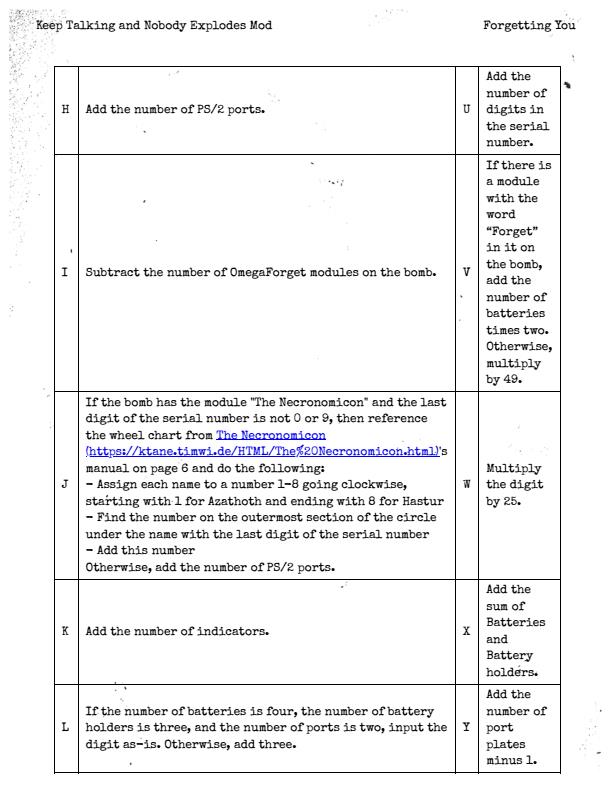 Keep Talking and Nobody Explodes Mod
Forgetting You
H
Add the number of PS/2 ports.
U
Add the
number of
digits in
the serial
number.
I
Subtract the number of OmegaForget modules on the bomb.
V
If there is
a module
with the
word
“Forget”
in it on
the bomb,
add the
number of
batteries
times two.
Otherwise,
multiply
by 49.
J
If the bomb has the module "The Necronomicon" and the last
digit of the serial number is not 0 or 9, then reference
the wheel chart from The Necronomicon
(https://ktane.timwi.de/HTML/The%20Necronomicon.html)'s
manual on page 6 and do the following:
– Assign each name to a number 1-8 going clockwise,
starting with 1 for Azathoth and ending with 8 for Hastur
– Find the number on the outermost section of the circle
under the name with the last digit of the serial number
– Add this number
Otherwise, add the number of PS/2 ports.
W
Multiply
the digit
by 25.
K
Add the number of indicators.
X
Add the
sum of
Batteries
and
Battery
holders.
L
If the number of batteries is four, the number of battery
holders is three, and the number of ports is two, input the
digit as-is. Otherwise, add three.
Y
Add the
number of
port
plates
minus 1.